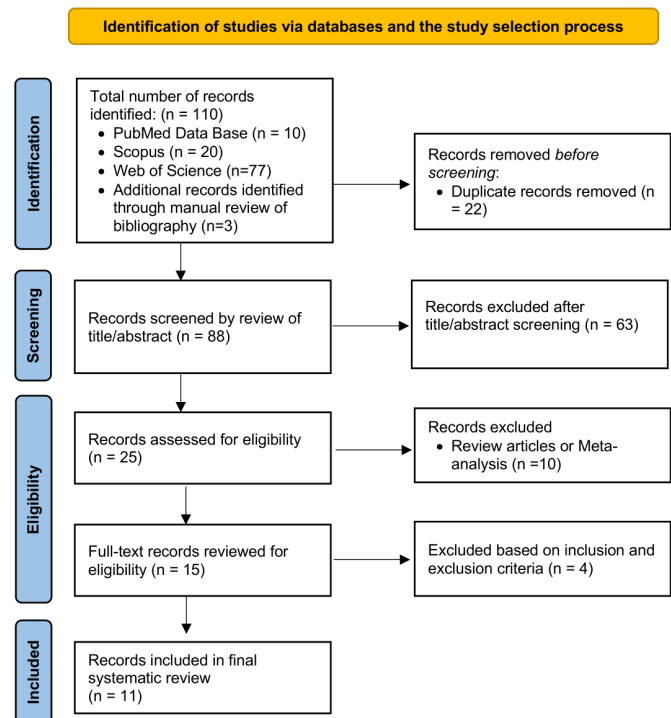 Identification of studies via databases and the study selection process
Identification
Total number of records
identified: (n = 110)
• PubMed Data Base (n = 10)
• Scopus (n = 20)
• Web of Science (n=77)
• Additional records identified
through manual review of
bibliography (n=3)
Records removed before
screening:
• Duplicate records removed (n
= 22)
Screening
Records screened by review of
title/abstract (n = 88)
Records excluded after
title/abstract screening (n = 63)
Eligibility
Records assessed for eligibility
(n = 25)
Records excluded
• Review articles or Meta-
analysis (n =10)
Full-text records reviewed for
eligibility (n = 15)
Excluded based on inclusion and
exclusion criteria (n = 4)
Included
Records included in final
systematic review
(n = 11)